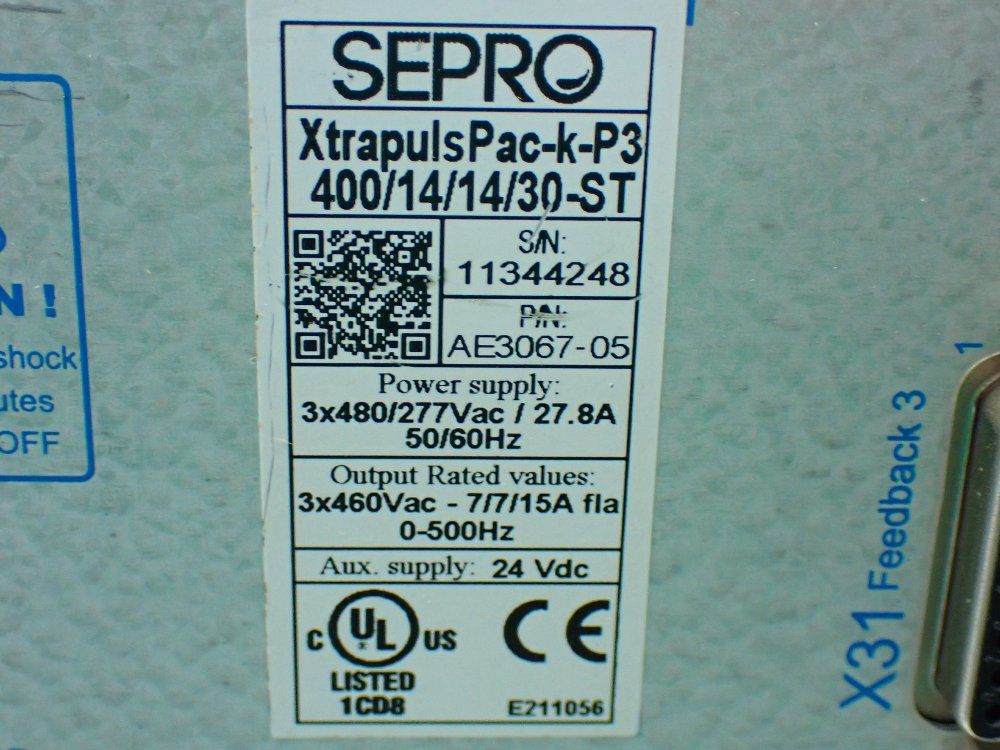 SEPRO
XtrapulsPac-k-P3
400/14/14/30-ST
S/N:
11344248
P/N:
AE3067-05
Power supply:
3x480/277Vac / 27.8A
50/60Hz
Output Rated values:
3x460Vac - 7/7/15A fla
0-500Hz
Aux. supply: 24 Vdc
C UL US
LISTED
1CD8
CE
E211056
N !
shock
utes
OFF
1
X31 Feedback 3